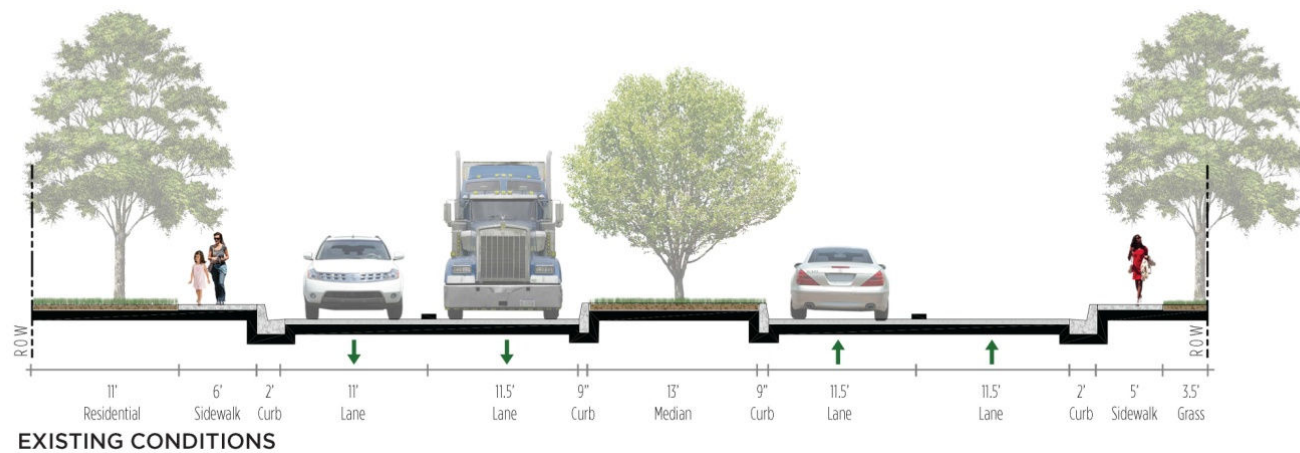 ROW
ROW
11' 6' 2' 11' 11.5' 9" 13' 9" 11.5' 11.5' 2' 5' 3.5'
Residential Sidewalk Curb Lane Lane Curb Median Curb Lane Lane Curb Sidewalk Grass
EXISTING CONDITIONS